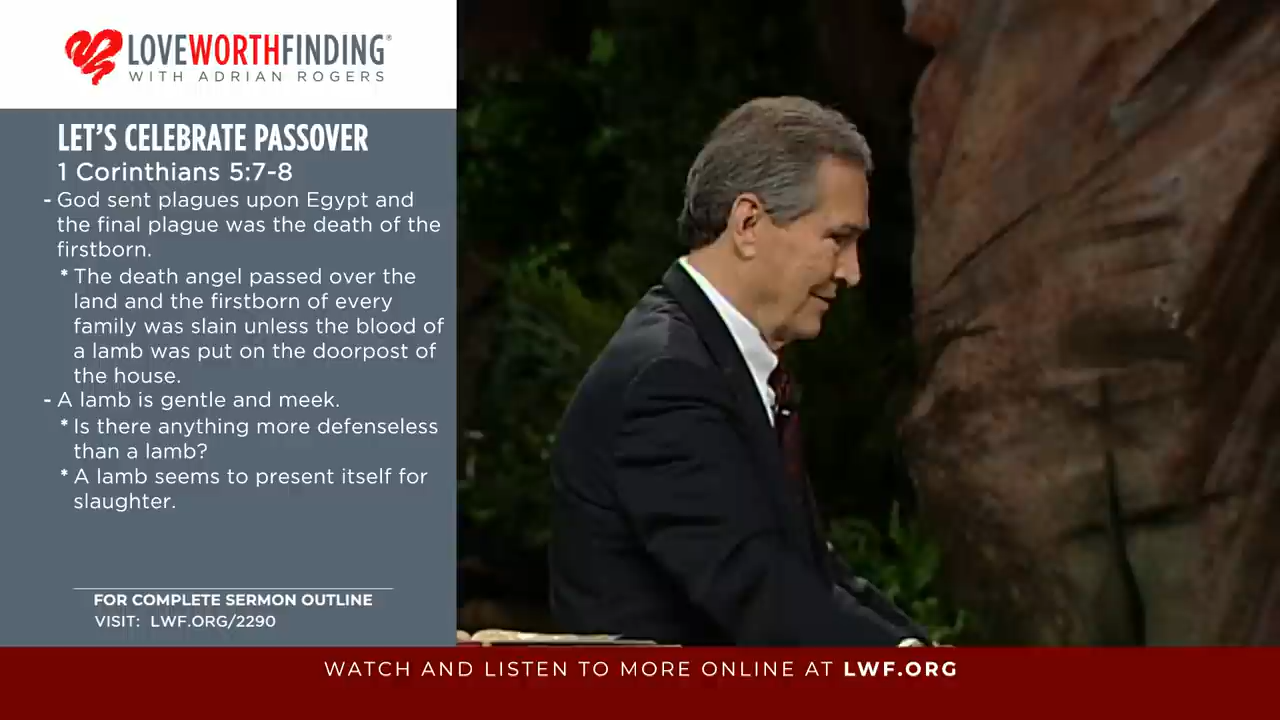 LOVEWORTHFINDING®
WITH ADRIAN ROGERS
LET'S CELEBRATE PASSOVER
1 Corinthians 5:7-8
- God sent plagues upon Egypt and
the final plague was the death of the
firstborn.
* The death angel passed over the
land and the firstborn of every
family was slain unless the blood of
a lamb was put on the doorpost of
the house.
- A lamb is gentle and meek.
* Is there anything more defenseless
than a lamb?
* A lamb seems to present itself for
slaughter.
FOR COMPLETE SERMON OUTLINE
VISIT: LWF.ORG/2290
WATCH AND LISTEN TO MORE ONLINE AT LWF.ORG